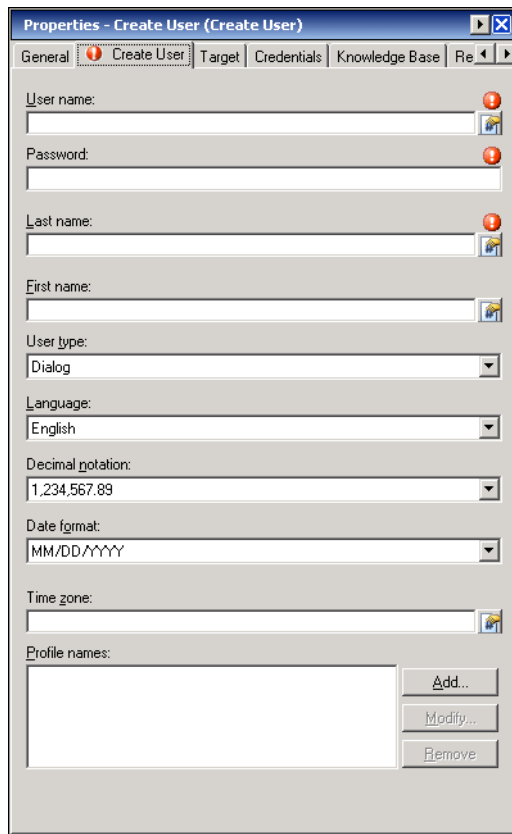 Properties - Create User (Create User)
General Create User Target Credentials Knowledge Base Re
User name:
Password:
Last name:
First name:
User type:
Dialog
Language:
English
Decimal notation:
1,234,567.89
Date format:
MM/DD/YYYY
Time zone:
Profile names:
Add...
Modify...
Remove